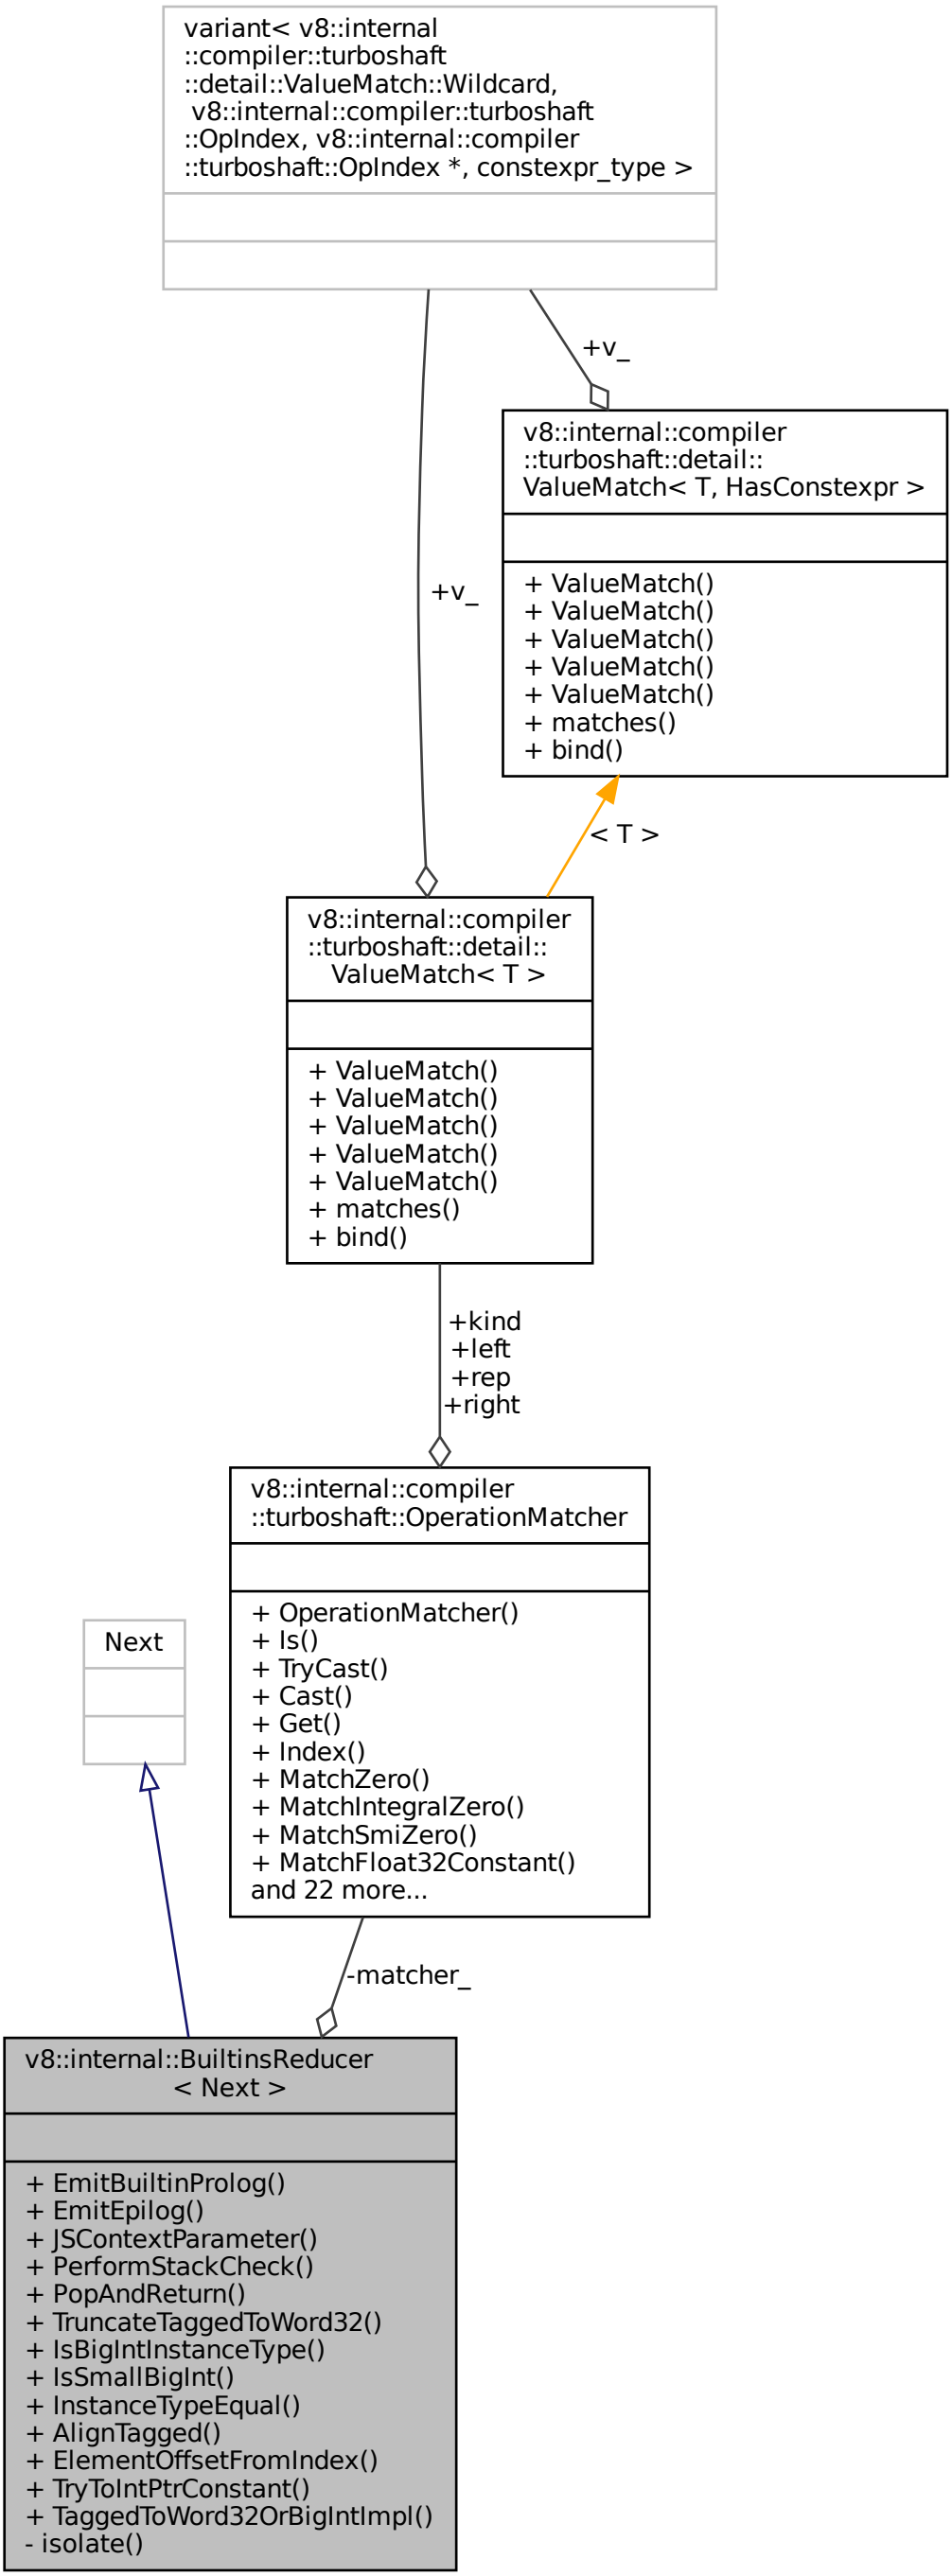 variant< v8::internal
::compiler::turboshaft
::detail::ValueMatch::Wildcard,
v8::internal::compiler::turboshaft
::OpIndex, v8::internal::compiler
::turboshaft::OpIndex *, constexpr_type >
+v_
v8::internal::compiler
::turboshaft::detail::
ValueMatch< T, HasConstexpr >
+ ValueMatch()
+ ValueMatch()
+ ValueMatch()
+ ValueMatch()
+ ValueMatch()
+ matches()
+ bind()
+v_
< T >
v8::internal::compiler
::turboshaft::detail::
ValueMatch< T >
+ ValueMatch()
+ ValueMatch()
+ ValueMatch()
+ ValueMatch()
+ ValueMatch()
+ matches()
+ bind()
+kind
+left
+rep
+right
v8::internal::compiler
::turboshaft::OperationMatcher
+ OperationMatcher()
+ Is()
+ TryCast()
+ Cast()
+ Get()
+ Index()
+ MatchZero()
+ MatchIntegralZero()
+ MatchSmiZero()
+ MatchFloat32Constant()
and 22 more...
Next
-matcher_
v8::internal::BuiltinsReducer
< Next >
+ EmitBuiltinProlog()
+ EmitEpilog()
+ JSContextParameter()
+ PerformStackCheck()
+ PopAndReturn()
+ TruncateTaggedToWord32()
+ IsBigIntInstanceType()
+ IsSmallBigInt()
+ InstanceTypeEqual()
+ AlignTagged()
+ ElementOffsetFromIndex()
+ TryToIntPtrConstant()
+ TaggedToWord32OrBigIntImpl()
- isolate()